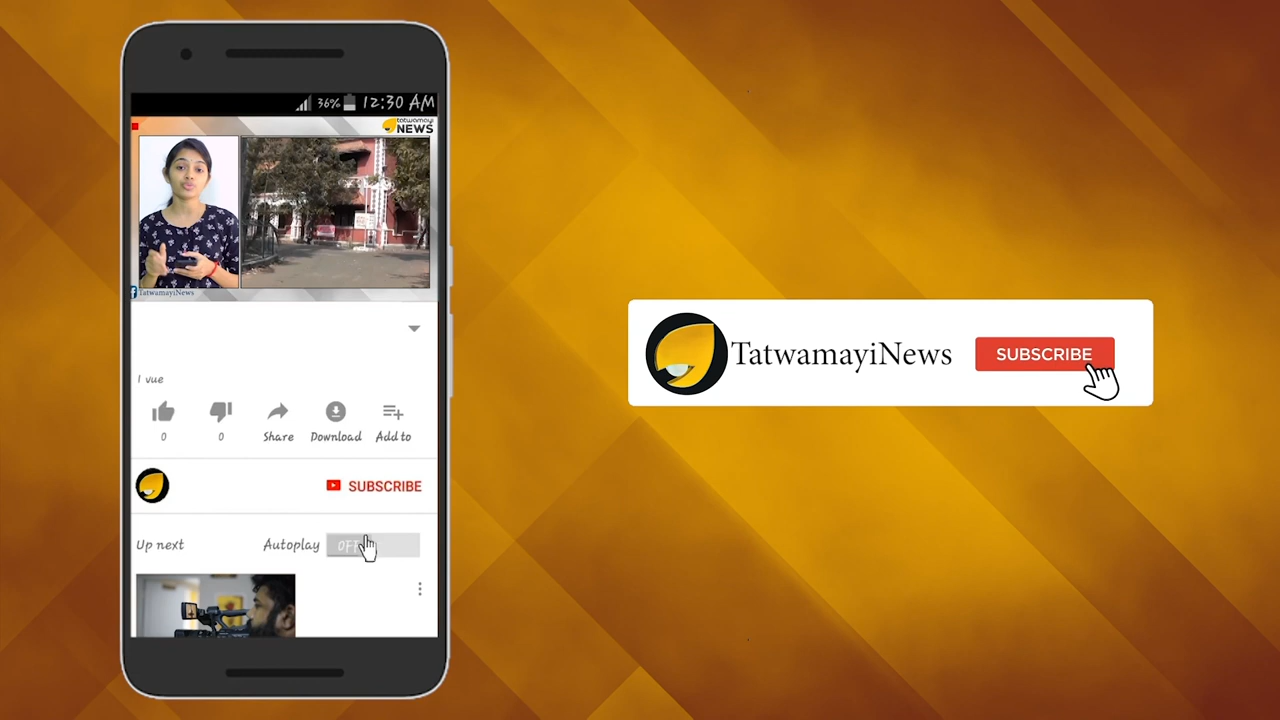 36% 12:30 AM
tatwamayi
NEWS
TatwamayiNews
1 vue
0 0 Share Download Add to
SUBSCRIBE
Up next Autoplay OFF
TatwamayiNews SUBSCRIBE